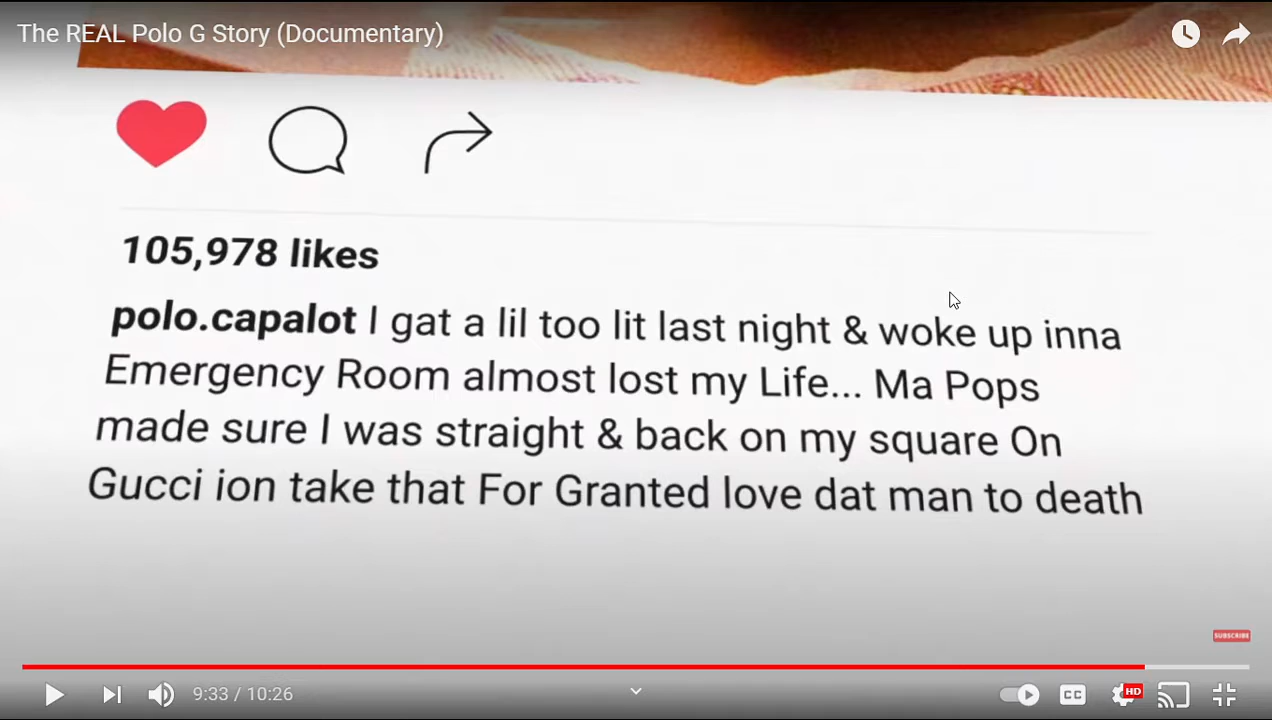 The REAL Polo G Story (Documentary)
105,978 likes
polo.capalot I gat a lil too lit last night & woke up inna
Emergency Room almost lost my Life... Ma Pops
made sure I was straight & back on my square On
Gucci ion take that For Granted love dat man to death
SUBSCRIBE
9:33 / 10:26
CC
HD